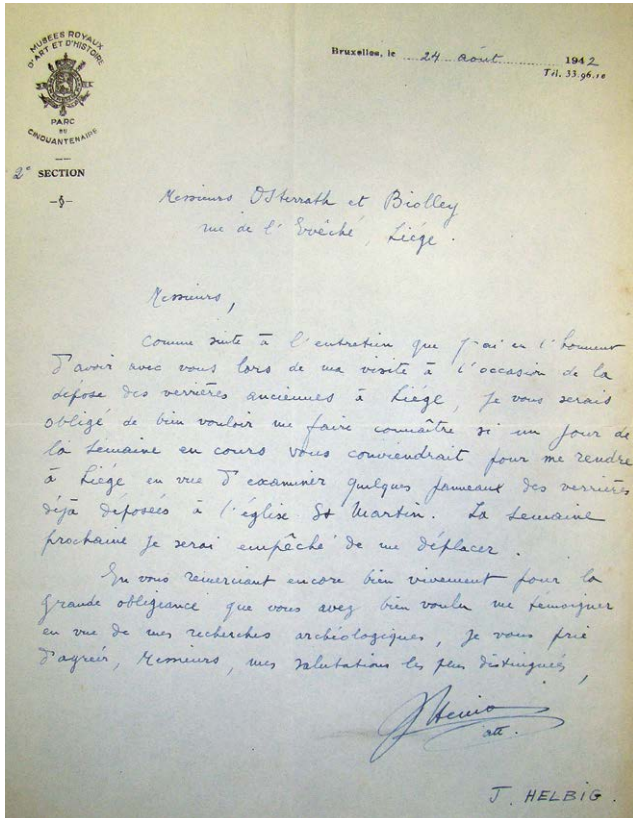 MUSÉES ROYAUX
D'ART ET D'HISTOIRE
PARC
DU
CINQUANTENAIRE
2e SECTION
Bruxelles, le 24 août 1942
Tél. 33.96.10
Messieurs Osterrath et Biolley
rue de l'Evêché, Liége.
Messieurs,
Comme suite à l'entretien que j'ai eu l'honneur
d'avoir avec vous lors de ma visite à l'occasion de la
dépose des verrières anciennes à Liége, je vous serais
obligé de bien vouloir me faire connaître si un jour de
la semaine en cours vous conviendrait pour me rendre
à Liége en vue d'examiner quelques panneaux des verrières
déjà déposées à l'église St Martin. La semaine
prochaine je serai empêché de me déplacer.
En vous remerciant encore bien vivement pour la
grande obligeance que vous avez bien voulu me témoigner
en vue de mes recherches archéologiques, je vous prie
d'agréer, Messieurs, mes salutations les plus distinguées,
att.
J. HELBIG.